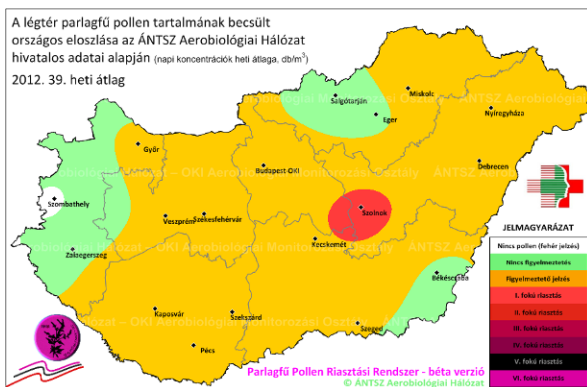 A légtér parlagfű pollen tartalmának becsült
országos eloszlása az ÁNTSZ Aerobiológiai Hálózat
hivatalos adatai alapján (napi koncentrációk heti átlaga, db/m³)
2012. 39. heti átlag
Salgótarján
Miskolc
Eger
Nyíregyháza
Győr
Budapest-OKI
Debrecen
Szombathely
Szolnok
Veszprém
Székesfehérvár
Kecskemét
Zalaegerszeg
Békéscsaba
Kaposvár
Szekszárd
Szeged
Pécs
JELMAGYARÁZAT
Nincs pollen (fehér jelzés)
Nincs figyelmeztetés
Figyelmeztető jelzés
I. fokú riasztás
II. fokú riasztás
III. fokú riasztás
IV. fokú riasztás
V. fokú riasztás
VI. fokú riasztás
Parlagfű Pollen Riasztási Rendszer - béta verzió
© ÁNTSZ Aerobiológiai Hálózat